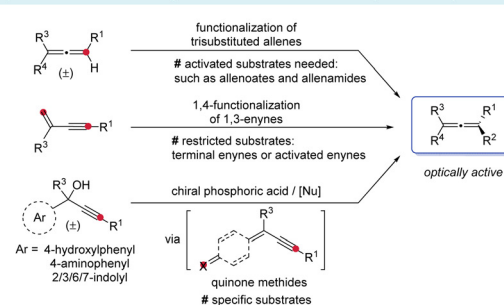 functionalization of
trisubstituted allenes
R3 R1
R4 H
(±)
# activated substrates needed:
such as allenoates and allenamides
1,4-functionalization
of 1,3-enynes
R1
R3
# restricted substrates:
terminal enynes or activated enynes
R3 R1
R4 R2
optically active
R3 OH
Ar (±) R1
chiral phosphoric acid / [Nu]
Ar = 4-hydroxylphenyl
4-aminophenyl
2/3/6/7-indolyl
via
R3
R1
X
quinone methides
# specific substrates